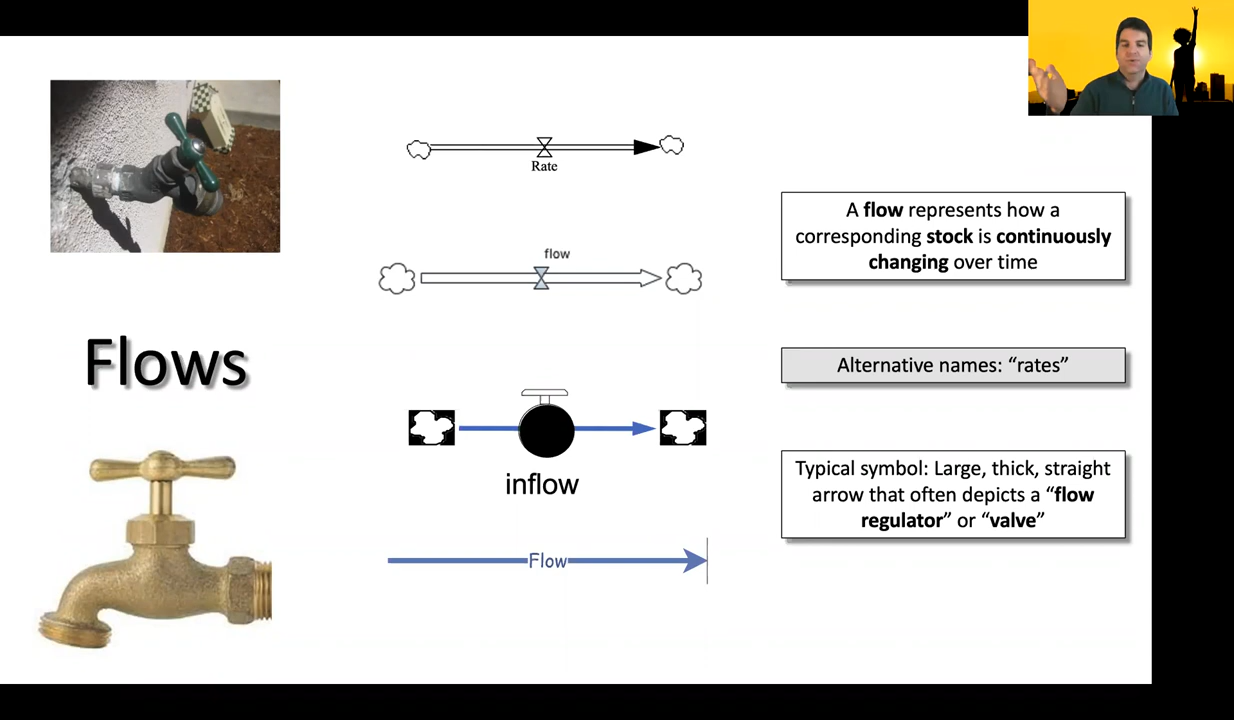 Flows
Rate
flow
inflow
Flow
A flow represents how a
corresponding stock is continuously
changing over time
Alternative names: “rates”
Typical symbol: Large, thick, straight
arrow that often depicts a “flow
regulator” or “valve”